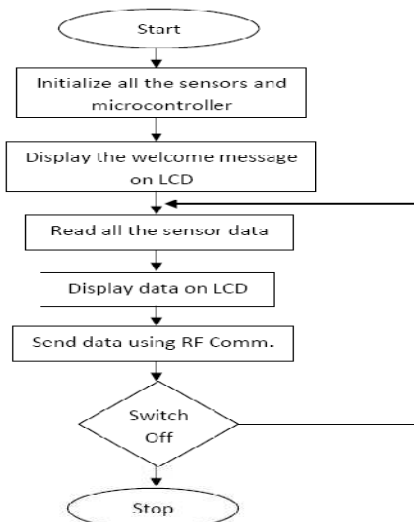 Start
Initialize all the sensors and
microcontroller
Display the welcome message
on LCD
Read all the sensor data
Display data on LCD
Send data using RF Comm.
Switch
Off
Stop